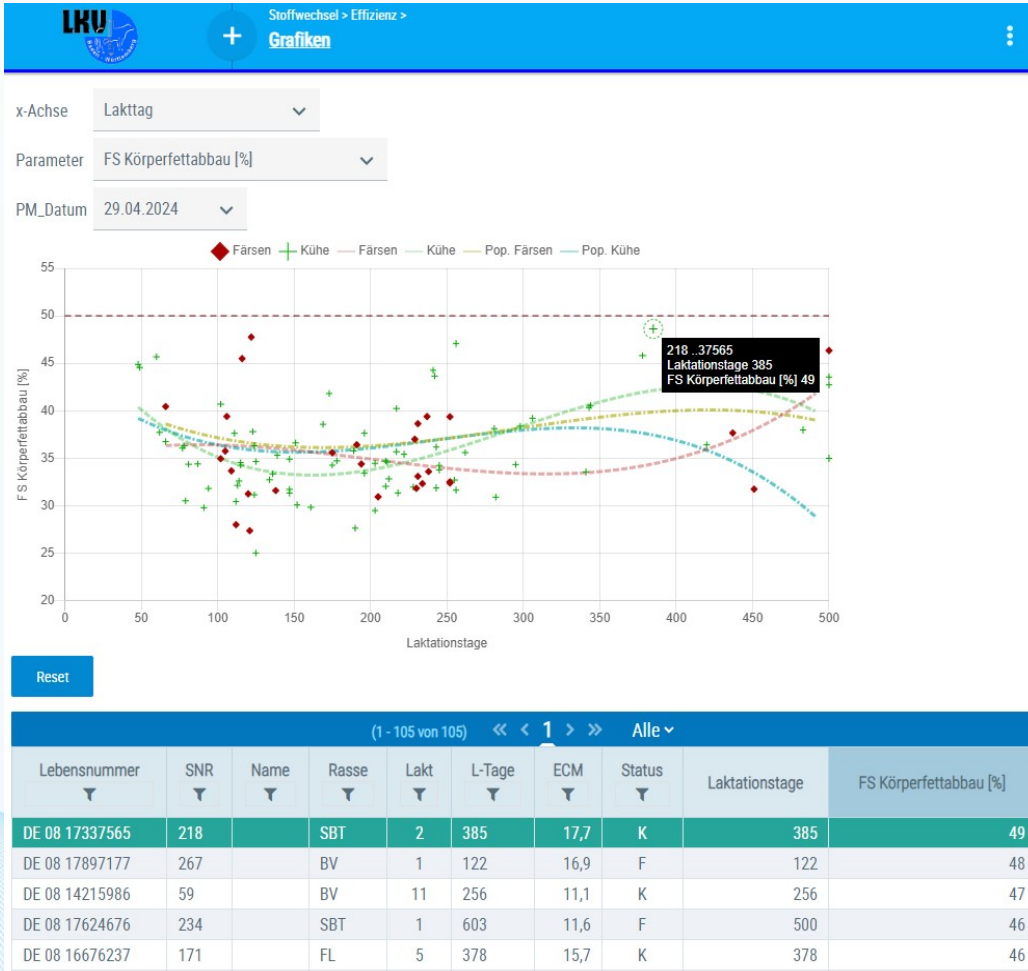 LKV
Baden-Württemberg
+
Stoffwechsel > Effizienz >
Grafiken
x-Achse Lakttag
Parameter FS Körperfettabbau [%]
PM_Datum 29.04.2024
Färsen Kühe Färsen Kühe Pop. Färsen Pop. Kühe
55
50
45
40
35
30
25
20
FS Körperfettabbau [%]
218 ..37565
Laktationstage 385
FS Körperfettabbau [%] 49
0 50 100 150 200 250 300 350 400 450 500
Laktationstage
Reset
(1 - 105 von 105) << < 1 > >> Alle
Lebensnummer SNR Name Rasse Lakt L-Tage ECM Status Laktationstage FS Körperfettabbau [%]
DE 08 17337565 218 SBT 2 385 17,7 K 385 49
DE 08 17897177 267 BV 1 122 16,9 F 122 48
DE 08 14215986 59 BV 11 256 11,1 K 256 47
DE 08 17624676 234 SBT 1 603 11,6 F 500 46
DE 08 16676237 171 FL 5 378 15,7 K 378 46